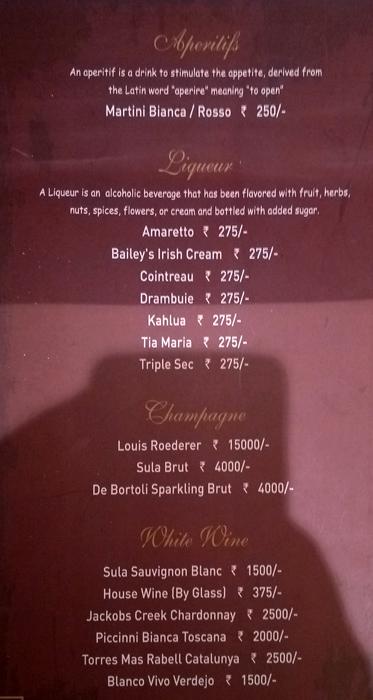 Aperitifs
An aperitif is a drink to stimulate the appetite, derived from
the Latin word "aperire" meaning "to open"
Martini Bianca / Rosso ₹ 250/-
Liqueur
A Liqueur is an alcoholic beverage that has been flavored with fruit, herbs,
nuts, spices, flowers, or cream and bottled with added sugar.
Amaretto ₹ 275/-
Bailey's Irish Cream ₹ 275/-
Cointreau ₹ 275/-
Drambuie ₹ 275/-
Kahlua ₹ 275/-
Tia Maria ₹ 275/-
Triple Sec ₹ 275/-
Champagne
Louis Roederer ₹ 15000/-
Sula Brut ₹ 4000/-
De Bortoli Sparkling Brut ₹ 4000/-
White Wine
Sula Sauvignon Blanc ₹ 1500/-
House Wine (By Glass) ₹ 375/-
Jackobs Creek Chardonnay ₹ 2500/-
Piccinni Bianca Toscana ₹ 2000/-
Torres Mas Rabell Catalunya ₹ 2500/-
Blanco Vivo Verdejo ₹ 1500/-